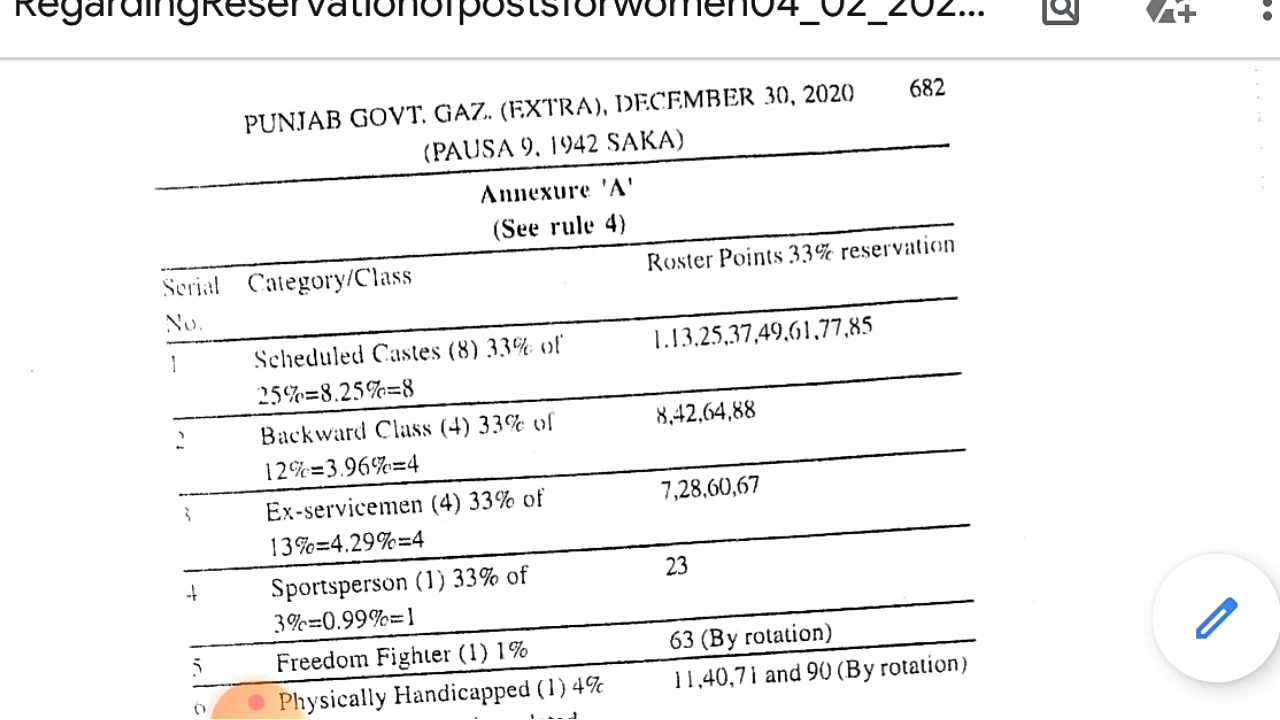 RegardingReservationofpostsforwomen04_02_202...
PUNJAB GOVT. GAZ. (EXTRA), DECEMBER 30, 2020 682
(PAUSA 9, 1942 SAKA)
Annexure 'A'
(See rule 4)
Serial Category/Class Roster Points 33% reservation
No.
1 Scheduled Castes (8) 33% of 1.13.25,37,49,61,77,85
25%=8.25%=8
2 Backward Class (4) 33% of 8,42,64,88
12%=3.96%=4
3 Ex-servicemen (4) 33% of 7,28,60,67
13%=4.29%=4
4 Sportsperson (1) 33% of 23
3%=0.99%=1
5 Freedom Fighter (1) 1% 63 (By rotation)
6 Physically Handicapped (1) 4% 11,40,71 and 90 (By rotation)